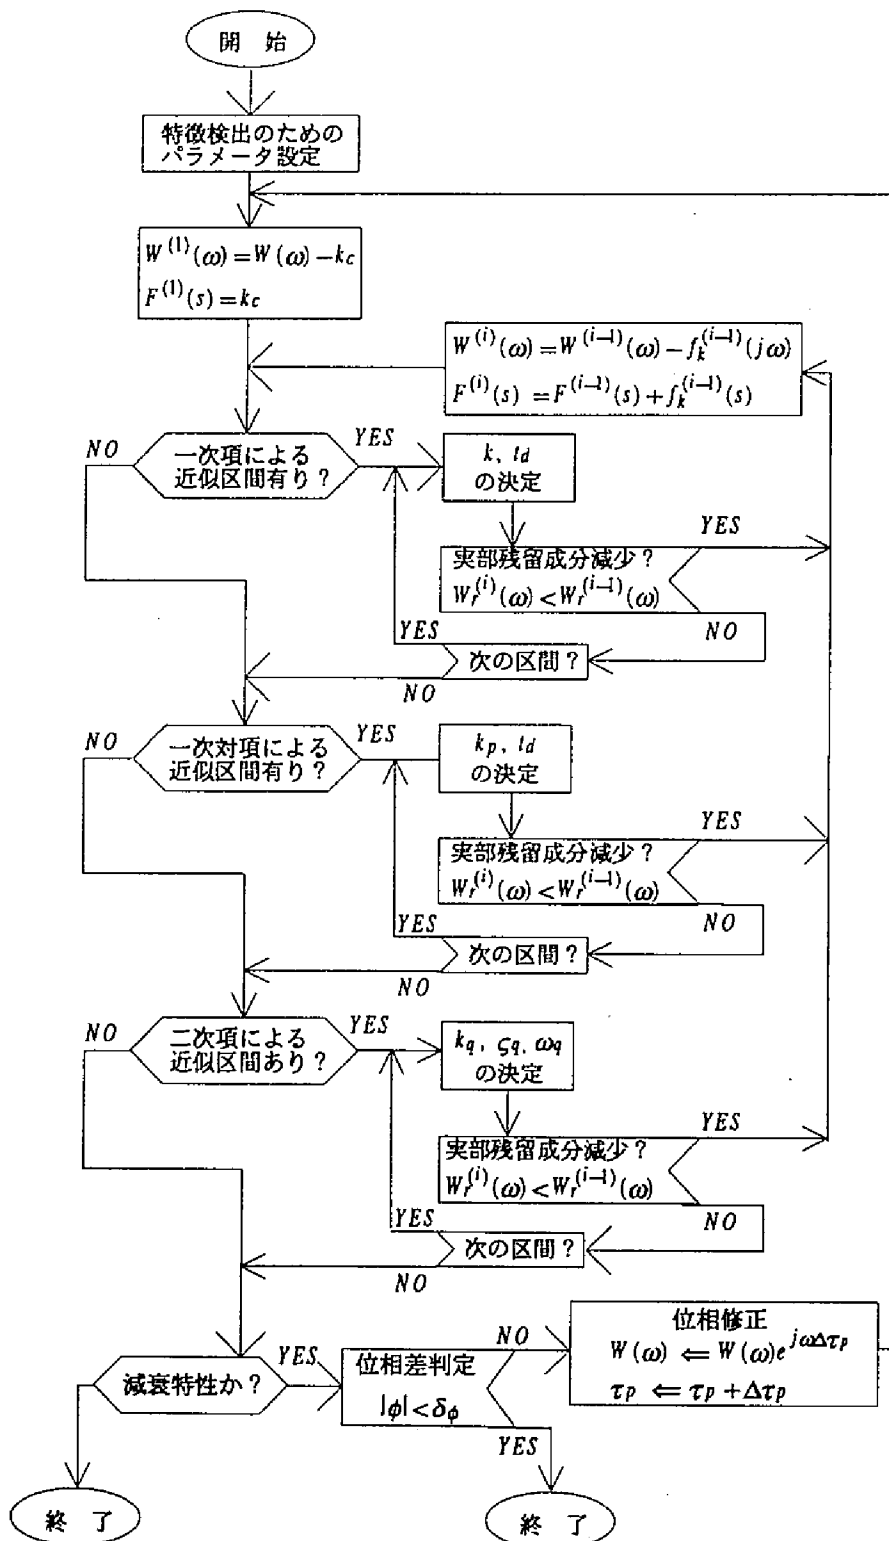 開 始
特徴検出のための
パラメータ設定
W^(1)(ω)=W(ω)−k_c
F^(1)(s)=k_c
W^(i)(ω)=W^(i−1)(ω)−f_k^(i−1)(jω)
F^(i)(s)=F^(i−1)(s)+f_k^(i−1)(s)
NO
一次項による
近似区間有り？
YES
k, t_d
の決定
実部残留成分減少？
W_r^(i)(ω)<W_r^(i−1)(ω)
YES
NO
YES
次の区間？
NO
NO
一次対項による
近似区間有り？
YES
k_p, t_d
の決定
実部残留成分減少？
W_r^(i)(ω)<W_r^(i−1)(ω)
YES
NO
YES
次の区間？
NO
NO
二次項による
近似区間あり？
YES
k_q, ς_q, ω_q
の決定
実部残留成分減少？
W_r^(i)(ω)<W_r^(i−1)(ω)
YES
NO
YES
次の区間？
NO
減衰特性か？
YES
位相差判定
|φ|<δ_φ
NO
YES
位相修正
W(ω)⇐W(ω)e^jωΔτ_p
τ_p⇐τ_p+Δτ_p
終 了
終 了